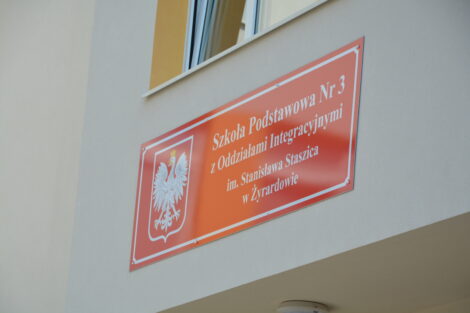 Szkoła Podstawowa Nr 3
z Oddziałami Integracyjnymi
im. Stanisława Staszica
w Żyrardowie